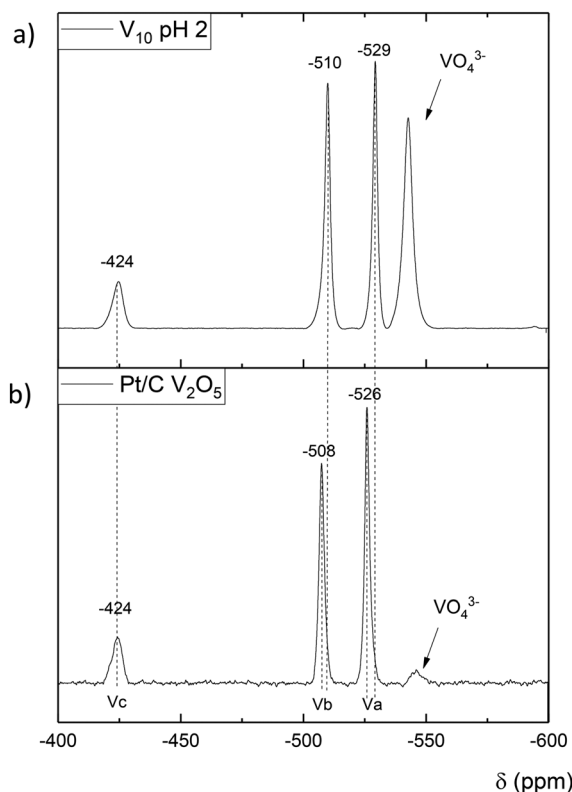 a)
V₁₀ pH 2
-510
-529
VO₄³⁻
-424
b)
Pt/C V₂O₅
-526
-508
-424
VO₄³⁻
Vc
Vb
Va
-400
-450
-500
-550
-600
δ (ppm)